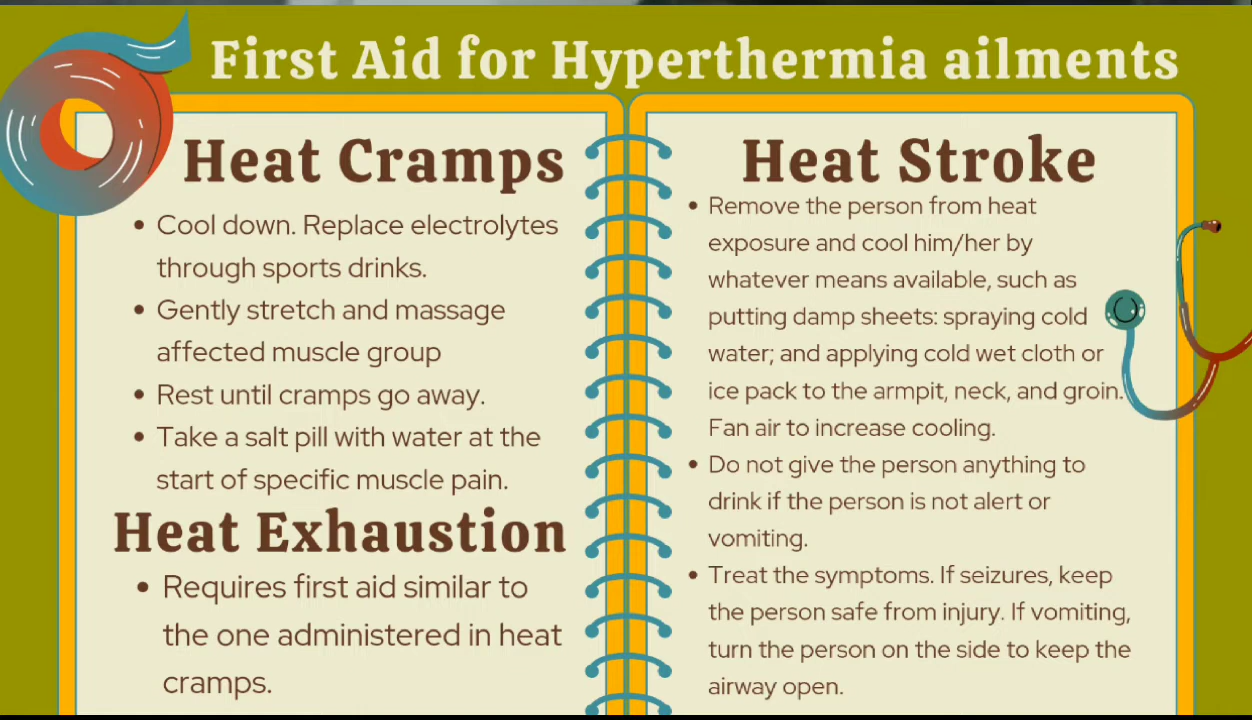 First Aid for Hyperthermia ailments
Heat Cramps
• Cool down. Replace electrolytes
through sports drinks.
• Gently stretch and massage
affected muscle group
• Rest until cramps go away.
• Take a salt pill with water at the
start of specific muscle pain.
Heat Exhaustion
• Requires first aid similar to
the one administered in heat
cramps.
Heat Stroke
• Remove the person from heat
exposure and cool him/her by
whatever means available, such as
putting damp sheets: spraying cold
water; and applying cold wet cloth or
ice pack to the armpit, neck, and groin.
Fan air to increase cooling.
• Do not give the person anything to
drink if the person is not alert or
vomiting.
• Treat the symptoms. If seizures, keep
the person safe from injury. If vomiting,
turn the person on the side to keep the
airway open.